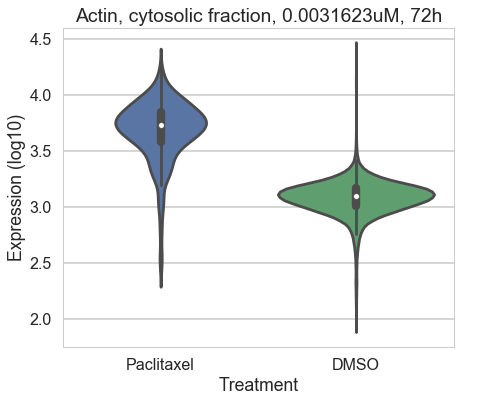 Actin, cytosolic fraction, 0.0031623uM, 72h
Expression (log10)
4.5
4.0
3.5
3.0
2.5
2.0
Paclitaxel DMSO
Treatment